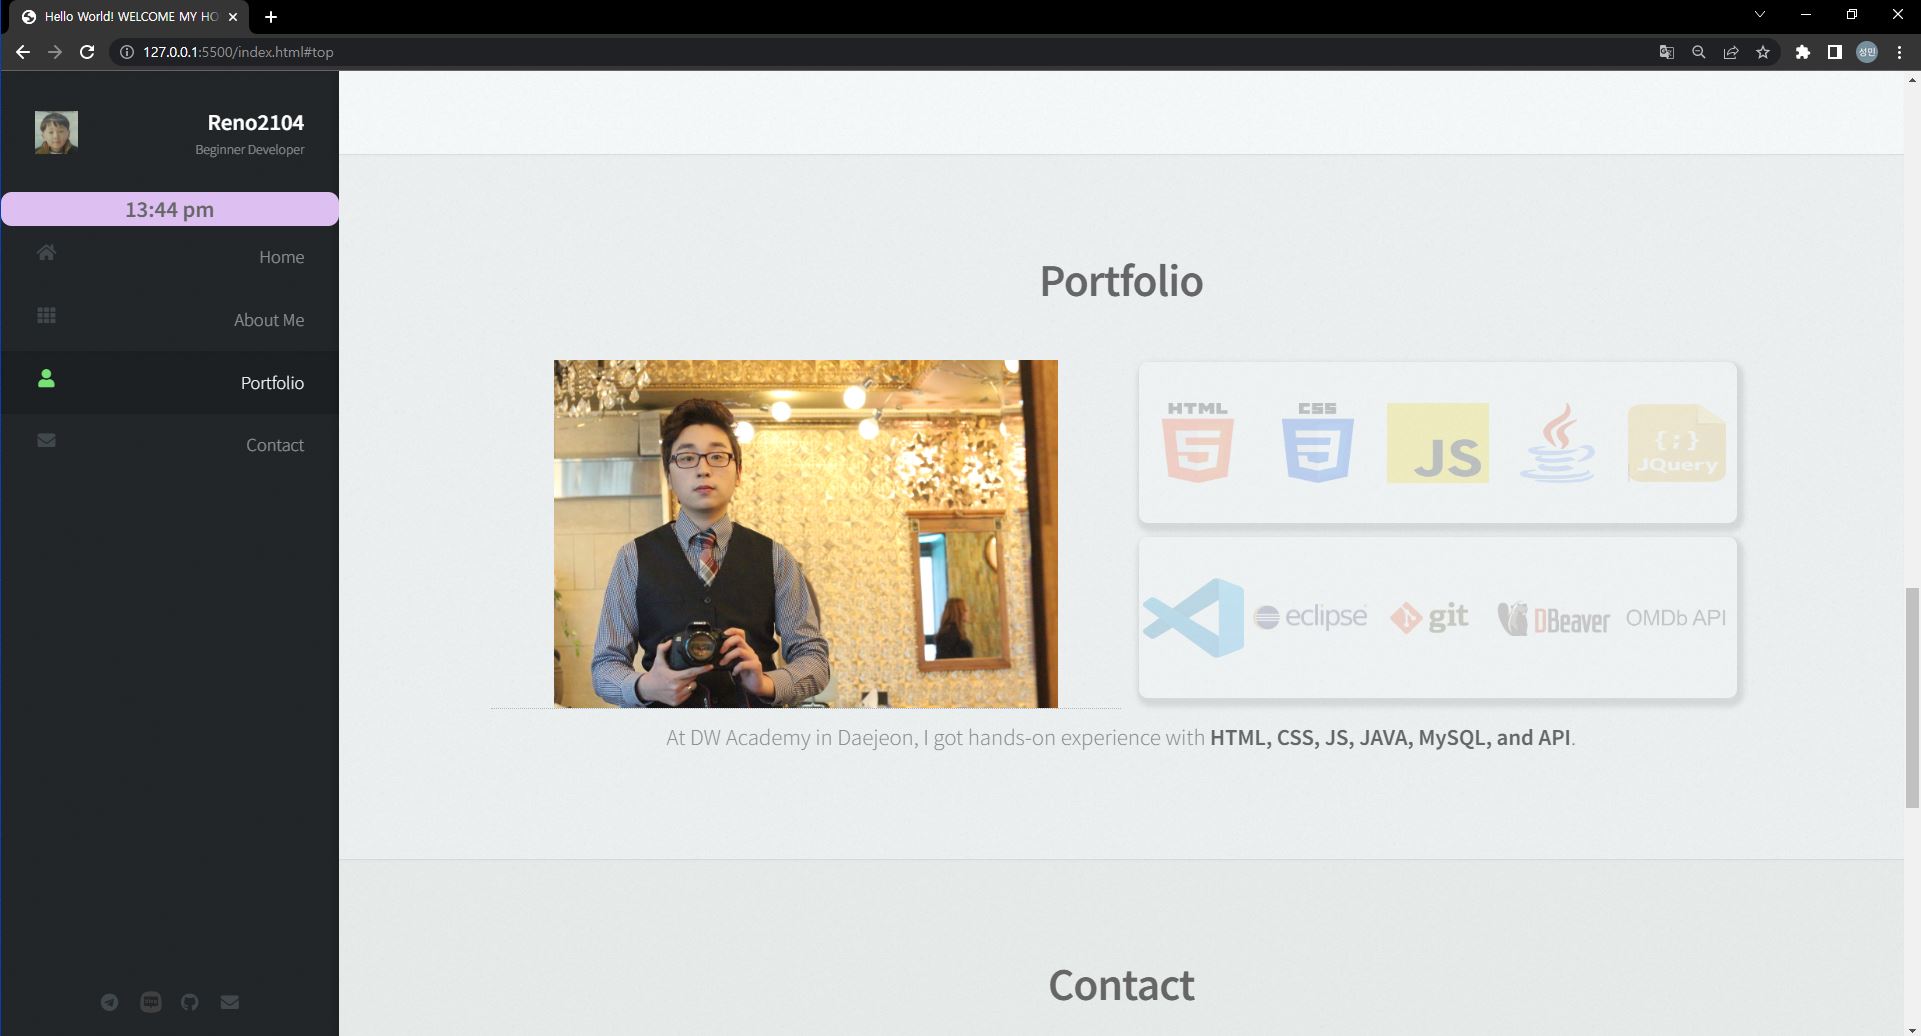 Hello World! WELCOME MY HO
127.0.0.1:5500/index.html#top
성민
Reno2104
Beginner Developer
13:44 pm
Home
About Me
Portfolio
Contact
Portfolio
HTML
5
CSS
3
JS
{;}
JQuery
eclipse
git
DBeaver
OMDb API
At DW Academy in Daejeon, I got hands-on experience with HTML, CSS, JS, JAVA, MySQL, and API.
Contact